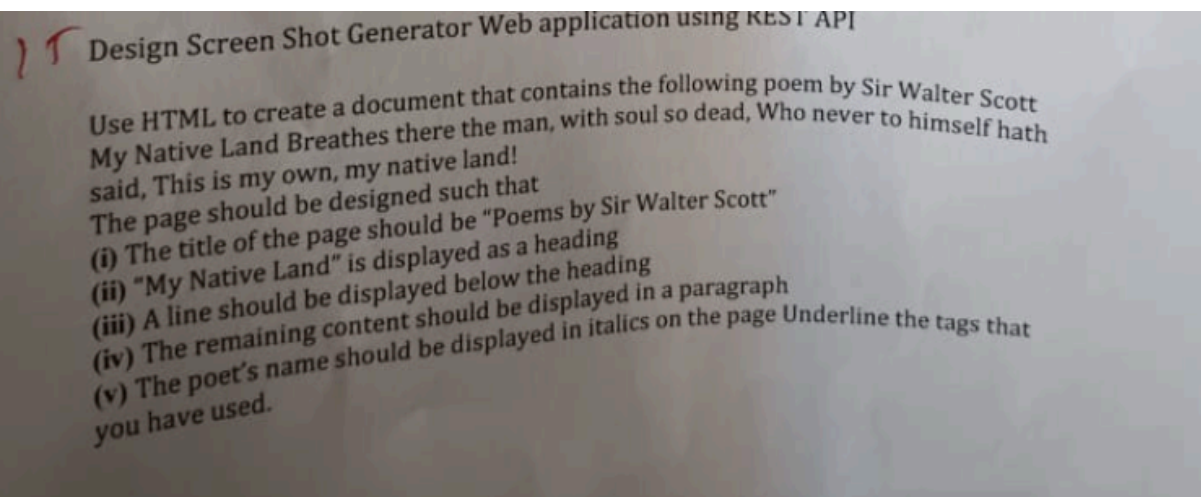 15 Design Screen Shot Generator Web application using REST API
Use HTML to create a document that contains the following poem by Sir Walter Scott
My Native Land Breathes there the man, with soul so dead, Who never to himself hath
said, This is my own, my native land!
The page should be designed such that
(i) The title of the page should be “Poems by Sir Walter Scott”
(ii) “My Native Land” is displayed as a heading
(iii) A line should be displayed below the heading
(iv) The remaining content should be displayed in a paragraph
(v) The poet’s name should be displayed in italics on the page Underline the tags that
you have used.